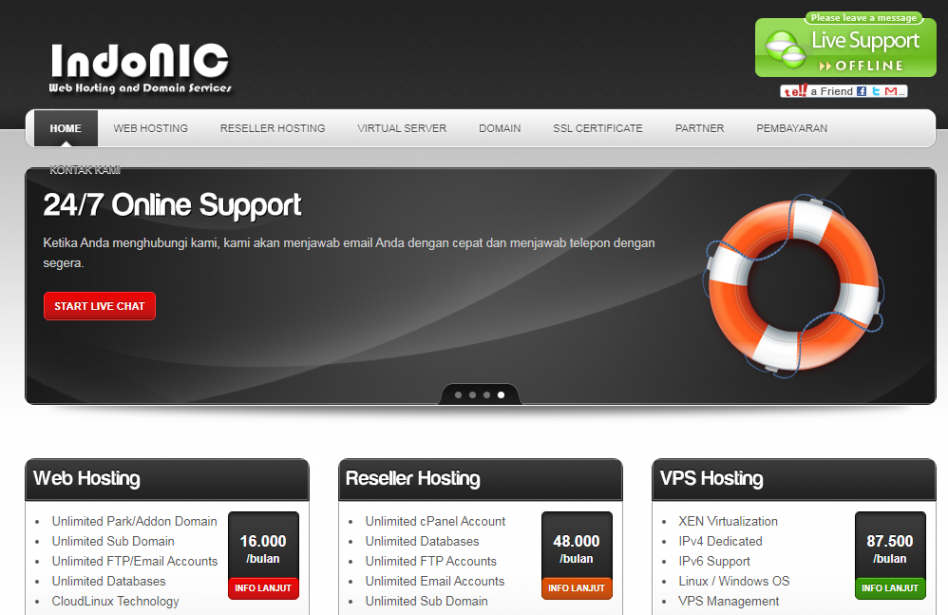 Please leave a message
Live Support
OFFLINE
IndoNIC
Web Hosting and Domain Services
tell a Friend
HOME
WEB HOSTING
RESELLER HOSTING
VIRTUAL SERVER
DOMAIN
SSL CERTIFICATE
PARTNER
PEMBAYARAN
KONTAK KAMI
24/7 Online Support
Ketika Anda menghubungi kami, kami akan menjawab email Anda dengan cepat dan menjawab telepon dengan
segera.
START LIVE CHAT
Web Hosting
Unlimited Park/Addon Domain
Unlimited Sub Domain
Unlimited FTP/Email Accounts
Unlimited Databases
CloudLinux Technology
16.000
/bulan
INFO LANJUT
Reseller Hosting
Unlimited cPanel Account
Unlimited Databases
Unlimited FTP Accounts
Unlimited Email Accounts
Unlimited Sub Domain
48.000
/bulan
INFO LANJUT
VPS Hosting
XEN Virtualization
IPv4 Dedicated
IPv6 Support
Linux / Windows OS
VPS Management
87.500
/bulan
INFO LANJUT